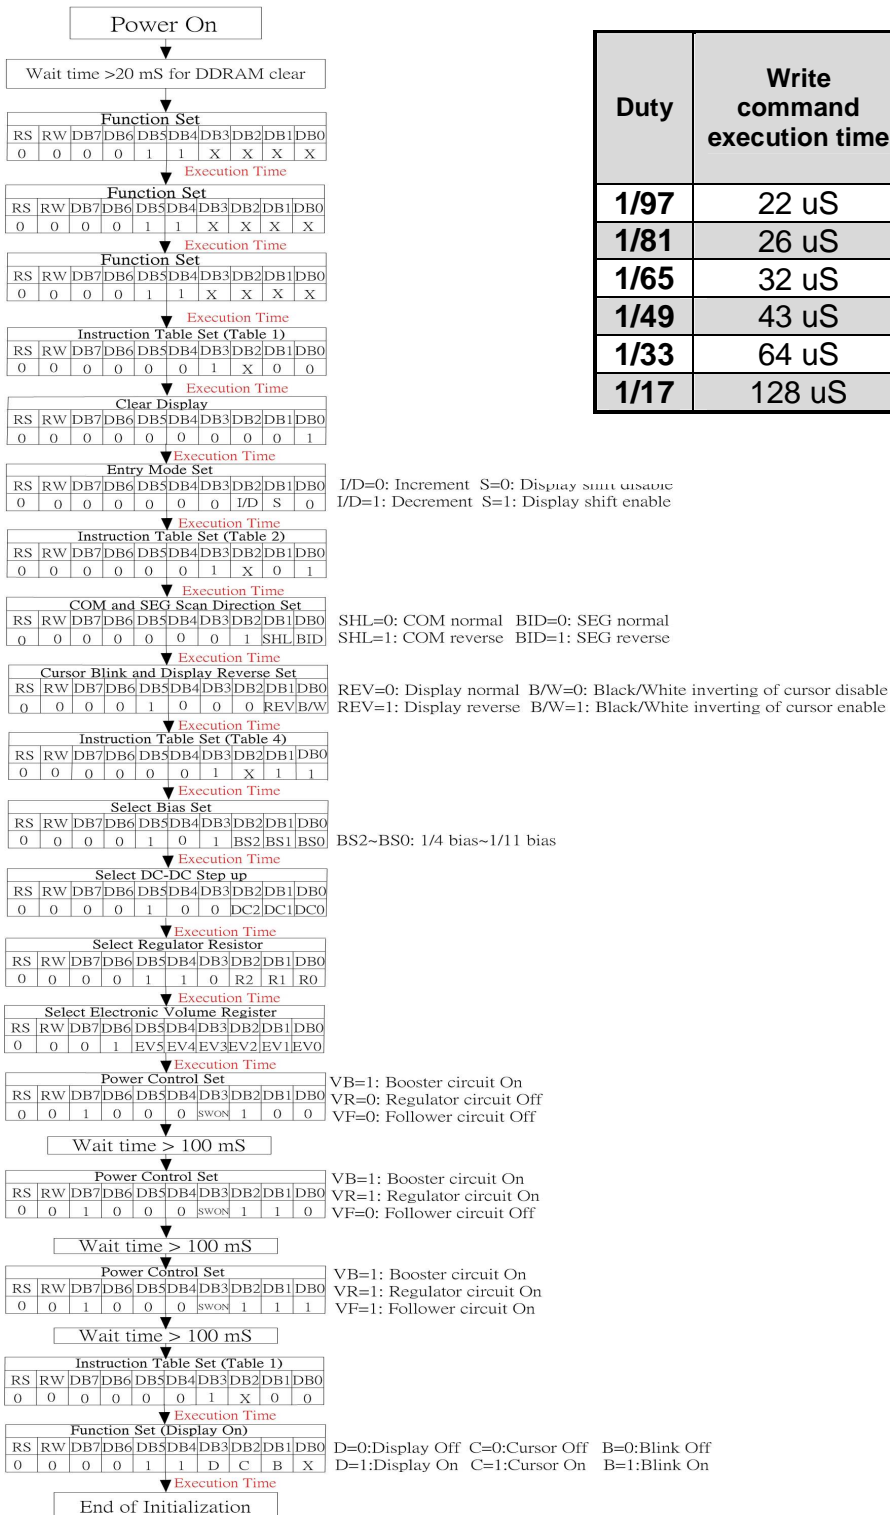 Power On
Wait time >20 mS for DDRAM clear
Function Set
RS RW DB7 DB6 DB5 DB4 DB3 DB2 DB1 DB0
0 0 0 0 1 1 X X X X
Execution Time
Function Set
RS RW DB7 DB6 DB5 DB4 DB3 DB2 DB1 DB0
0 0 0 0 1 1 X X X X
Execution Time
Function Set
RS RW DB7 DB6 DB5 DB4 DB3 DB2 DB1 DB0
0 0 0 0 1 1 X X X X
Execution Time
Instruction Table Set (Table 1)
RS RW DB7 DB6 DB5 DB4 DB3 DB2 DB1 DB0
0 0 0 0 0 0 1 X 0 0
Execution Time
Clear Display
RS RW DB7 DB6 DB5 DB4 DB3 DB2 DB1 DB0
0 0 0 0 0 0 0 0 0 1
Execution Time
Duty Write command execution time
1/97 22 uS
1/81 26 uS
1/65 32 uS
1/49 43 uS
1/33 64 uS
1/17 128 uS
Entry Mode Set
RS RW DB7 DB6 DB5 DB4 DB3 DB2 DB1 DB0 I/D=0: Increment S=0: Display shift disable
0 0 0 0 0 0 0 I/D S 0 I/D=1: Decrement S=1: Display shift enable
Execution Time
Instruction Table Set (Table 2)
RS RW DB7 DB6 DB5 DB4 DB3 DB2 DB1 DB0
0 0 0 0 0 0 1 X 0 1
Execution Time
COM and SEG Scan Direction Set
RS RW DB7 DB6 DB5 DB4 DB3 DB2 DB1 DB0 SHL=0: COM normal BID=0: SEG normal
0 0 0 0 0 0 0 1 SHL BID SHL=1: COM reverse BID=1: SEG reverse
Execution Time
Cursor Blink and Display Reverse Set
RS RW DB7 DB6 DB5 DB4 DB3 DB2 DB1 DB0 REV=0: Display normal B/W=0: Black/White inverting of cursor disable
0 0 0 0 1 0 0 0 REV B/W REV=1: Display reverse B/W=1: Black/White inverting of cursor enable
Execution Time
Instruction Table Set (Table 4)
RS RW DB7 DB6 DB5 DB4 DB3 DB2 DB1 DB0
0 0 0 0 0 0 1 X 1 1
Execution Time
Select Bias Set
RS RW DB7 DB6 DB5 DB4 DB3 DB2 DB1 DB0
0 0 0 0 1 0 1 BS2 BS1 BS0 BS2~BS0: 1/4 bias~1/11 bias
Execution Time
Select DC-DC Step up
RS RW DB7 DB6 DB5 DB4 DB3 DB2 DB1 DB0
0 0 0 0 1 0 0 DC2 DC1 DC0
Execution Time
Select Regulator Resistor
RS RW DB7 DB6 DB5 DB4 DB3 DB2 DB1 DB0
0 0 0 0 1 1 0 R2 R1 R0
Execution Time
Select Electronic Volume Register
RS RW DB7 DB6 DB5 DB4 DB3 DB2 DB1 DB0
0 0 0 1 EV5 EV4 EV3 EV2 EV1 EV0
Execution Time
Power Control Set VB=1: Booster circuit On
RS RW DB7 DB6 DB5 DB4 DB3 DB2 DB1 DB0 VR=0: Regulator circuit Off
0 0 1 0 0 0 SWON 1 0 0 VF=0: Follower circuit Off
Wait time > 100 mS
Power Control Set VB=1: Booster circuit On
RS RW DB7 DB6 DB5 DB4 DB3 DB2 DB1 DB0 VR=1: Regulator circuit On
0 0 1 0 0 0 SWON 1 1 0 VF=0: Follower circuit Off
Wait time > 100 mS
Power Control Set VB=1: Booster circuit On
RS RW DB7 DB6 DB5 DB4 DB3 DB2 DB1 DB0 VR=1: Regulator circuit On
0 0 1 0 0 0 SWON 1 1 1 VF=1: Follower circuit On
Wait time > 100 mS
Instruction Table Set (Table 1)
RS RW DB7 DB6 DB5 DB4 DB3 DB2 DB1 DB0
0 0 0 0 0 0 1 X 0 0
Execution Time
Function Set (Display On)
RS RW DB7 DB6 DB5 DB4 DB3 DB2 DB1 DB0 D=0:Display Off C=0:Cursor Off B=0:Blink Off
0 0 0 0 1 1 D C B X D=1:Display On C=1:Cursor On B=1:Blink On
Execution Time
End of Initialization